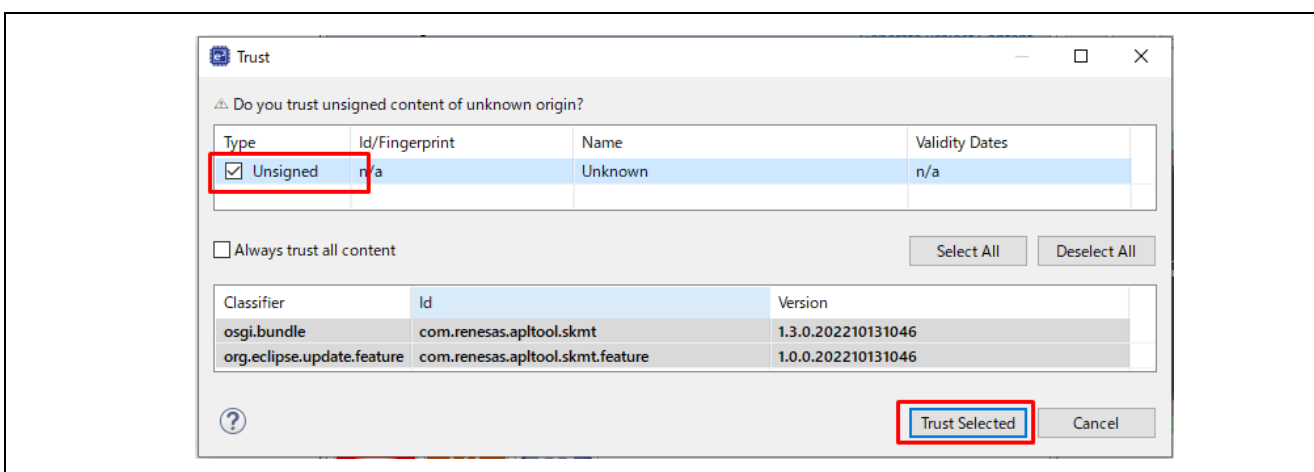 Trust
Do you trust unsigned content of unknown origin?
Type Id/Fingerprint Name Validity Dates
Unsigned n/a Unknown n/a
Always trust all content Select All Deselect All
Classifier Id Version
osgi.bundle com.renesas.apltool.skmt 1.3.0.202210131046
org.eclipse.update.feature com.renesas.apltool.skmt.feature 1.0.0.202210131046
? Trust Selected Cancel